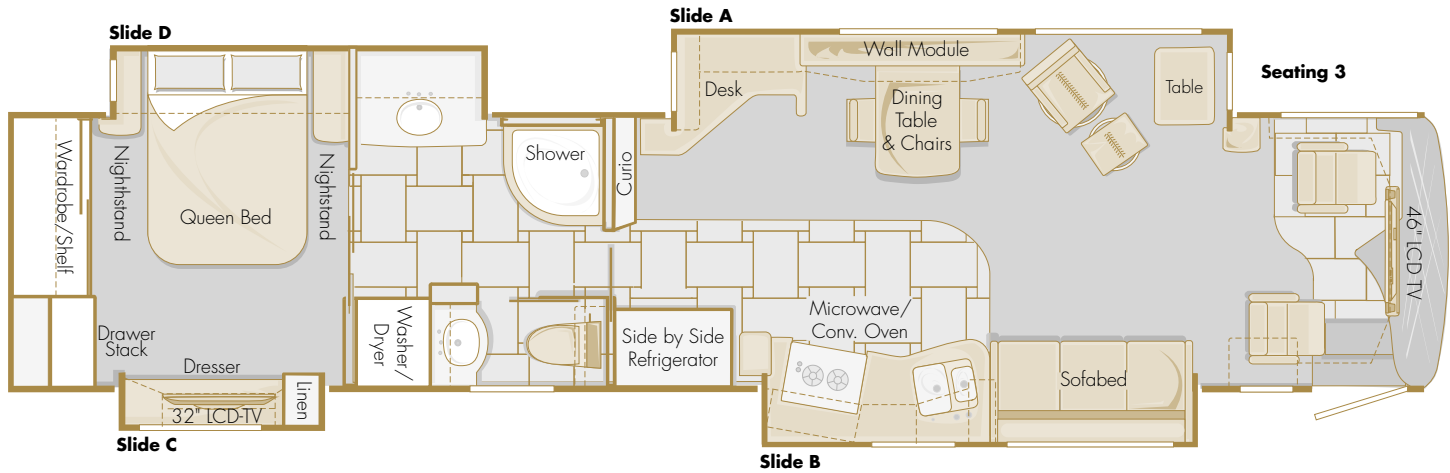 Slide D
Slide A
Seating 3
Wall Module
Desk
Dining
Table
& Chairs
Table
Wardrobe/Shelf
Nighthstand
Queen Bed
Nightstand
Shower
Curio
46" LCD TV
Drawer
Stack
Dresser
32" LCD-TV
Linen
Washer/
Dryer
Side by Side
Refrigerator
Microwave/
Conv. Oven
Sofabed
Slide C
Slide B